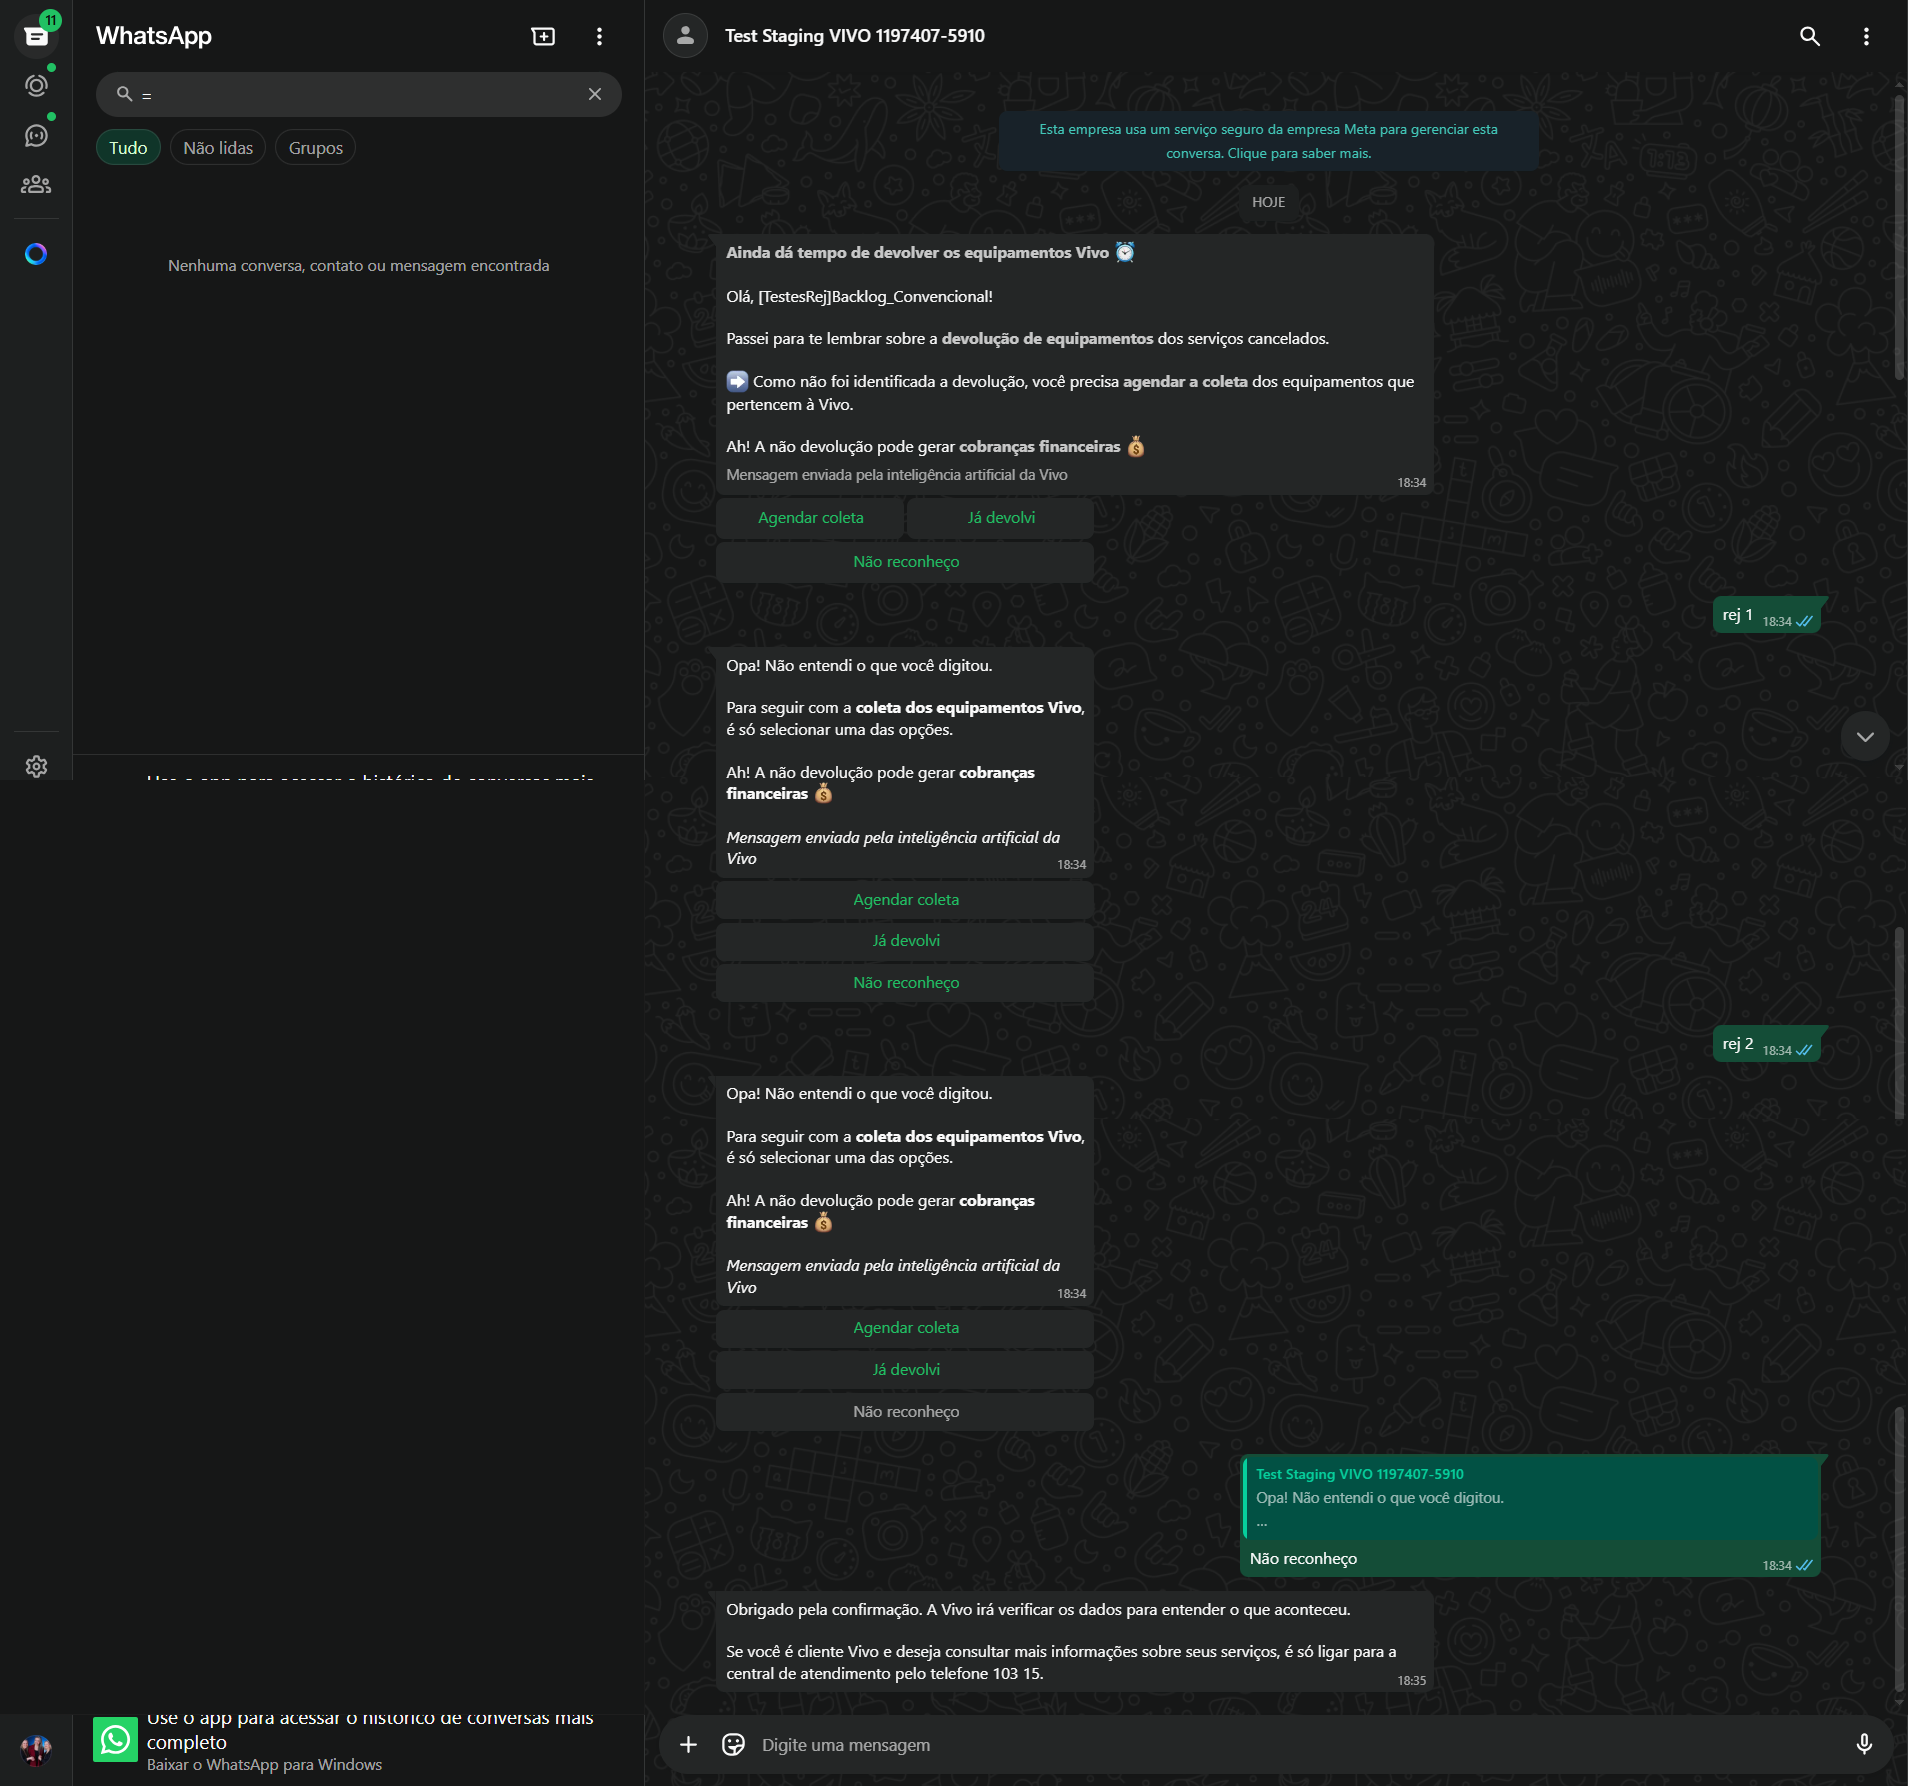 11
WhatsApp
=
Tudo
Não lidas
Grupos
Nenhuma conversa, contato ou mensagem encontrada
Use o app para acessar o histórico de conversas mais
completo
Baixar o WhatsApp para Windows
Test Staging VIVO 1197407-5910
Esta empresa usa um serviço seguro da empresa Meta para gerenciar esta
conversa. Clique para saber mais.
HOJE
Ainda dá tempo de devolver os equipamentos Vivo ⏰
Olá, [TestesRej]Backlog_Convencional!
Passei para te lembrar sobre a devolução de equipamentos dos serviços cancelados.
➡️ Como não foi identificada a devolução, você precisa agendar a coleta dos equipamentos que
pertencem à Vivo.
Ah! A não devolução pode gerar cobranças financeiras 💰
Mensagem enviada pela inteligência artificial da Vivo
18:34
Agendar coleta
Já devolvi
Não reconheço
rej 1 18:34
Opa! Não entendi o que você digitou.
Para seguir com a coleta dos equipamentos Vivo,
é só selecionar uma das opções.
Ah! A não devolução pode gerar cobranças
financeiras 💰
Mensagem enviada pela inteligência artificial da
Vivo
18:34
Agendar coleta
Já devolvi
Não reconheço
rej 2 18:34
Opa! Não entendi o que você digitou.
Para seguir com a coleta dos equipamentos Vivo,
é só selecionar uma das opções.
Ah! A não devolução pode gerar cobranças
financeiras 💰
Mensagem enviada pela inteligência artificial da
Vivo
18:34
Agendar coleta
Já devolvi
Não reconheço
Test Staging VIVO 1197407-5910
Opa! Não entendi o que você digitou.
...
Não reconheço
18:34
Obrigado pela confirmação. A Vivo irá verificar os dados para entender o que aconteceu.
Se você é cliente Vivo e deseja consultar mais informações sobre seus serviços, é só ligar para a
central de atendimento pelo telefone 103 15.
18:35
Digite uma mensagem